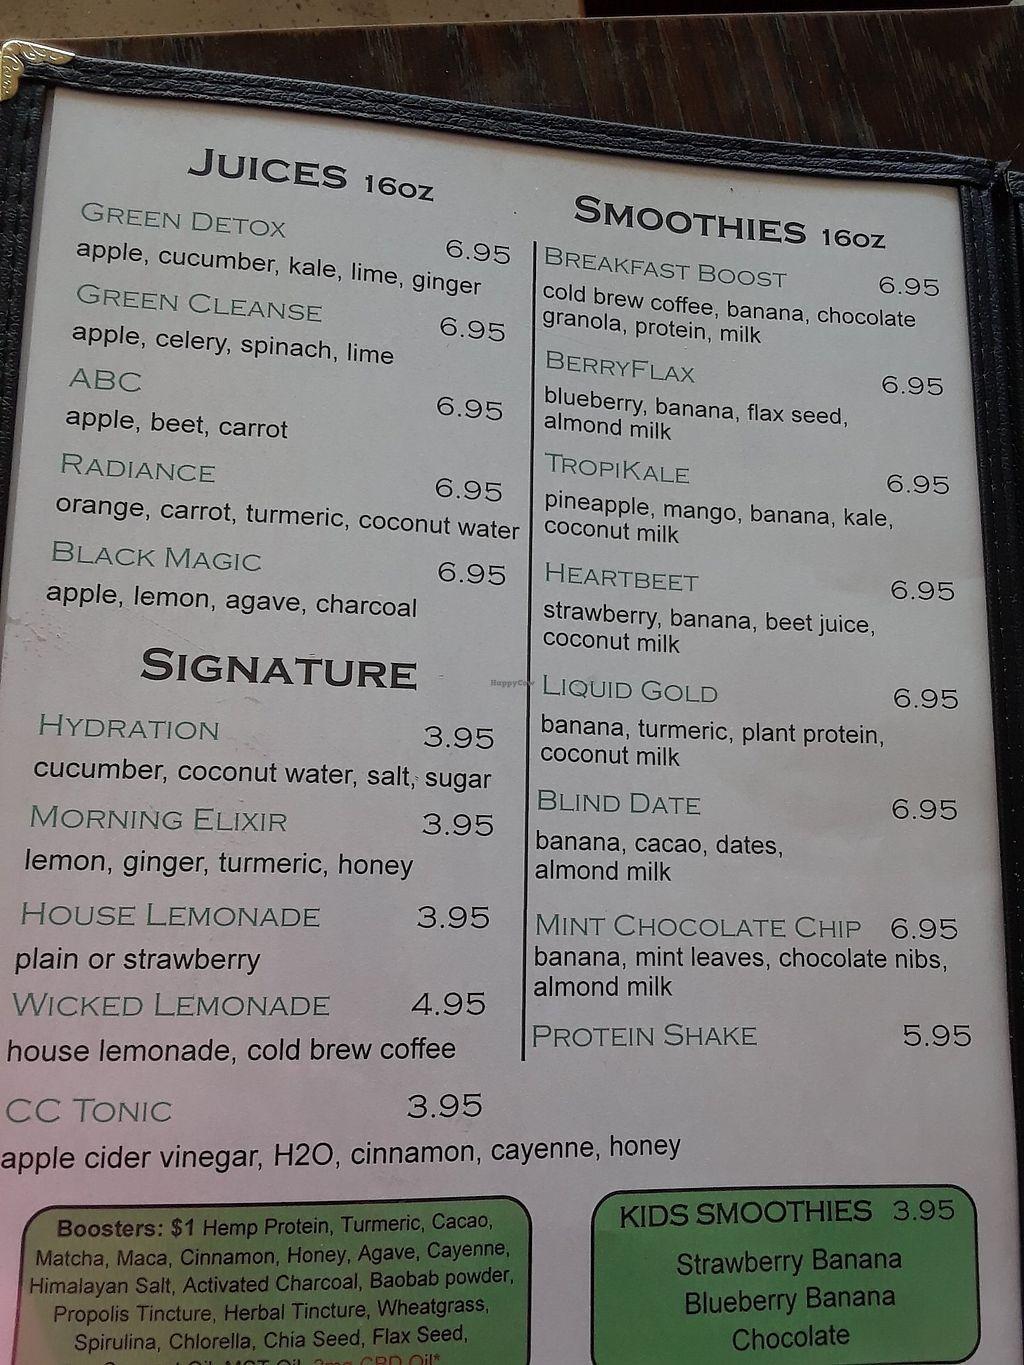 JUICES 16OZ
GREEN DETOX 6.95
apple, cucumber, kale, lime, ginger
GREEN CLEANSE 6.95
apple, celery, spinach, lime
ABC 6.95
apple, beet, carrot
RADIANCE 6.95
orange, carrot, turmeric, coconut water
BLACK MAGIC 6.95
apple, lemon, agave, charcoal
SIGNATURE
HYDRATION 3.95
cucumber, coconut water, salt, sugar
MORNING ELIXIR 3.95
lemon, ginger, turmeric, honey
HOUSE LEMONADE 3.95
plain or strawberry
WICKED LEMONADE 4.95
house lemonade, cold brew coffee
CC TONIC 3.95
apple cider vinegar, H2O, cinnamon, cayenne, honey
SMOOTHIES 16OZ
BREAKFAST BOOST 6.95
cold brew coffee, banana, chocolate
granola, protein, milk
BERRYFLAX 6.95
blueberry, banana, flax seed,
almond milk
TROPIKALE 6.95
pineapple, mango, banana, kale,
coconut milk
HEARTBEET 6.95
strawberry, banana, beet juice,
coconut milk
LIQUID GOLD 6.95
banana, turmeric, plant protein,
coconut milk
BLIND DATE 6.95
banana, cacao, dates,
almond milk
MINT CHOCOLATE CHIP 6.95
banana, mint leaves, chocolate nibs,
almond milk
PROTEIN SHAKE 5.95
Boosters: $1 Hemp Protein, Turmeric, Cacao,
Matcha, Maca, Cinnamon, Honey, Agave, Cayenne,
Himalayan Salt, Activated Charcoal, Baobab powder,
Propolis Tincture, Herbal Tincture, Wheatgrass,
Spirulina, Chlorella, Chia Seed, Flax Seed,
Oil, MCT Oil, CBD Oil*
KIDS SMOOTHIES 3.95
Strawberry Banana
Blueberry Banana
Chocolate
HappyCow